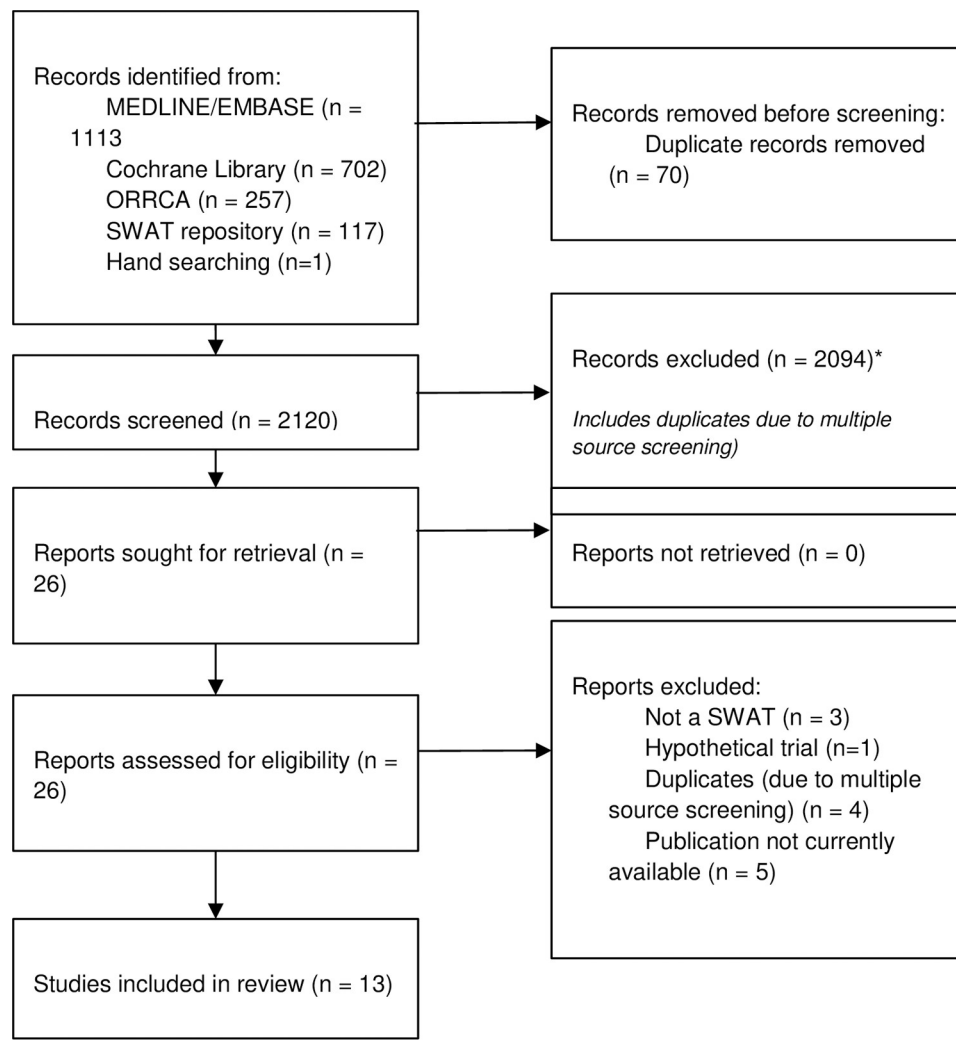 Records identified from:
MEDLINE/EMBASE (n =
1113
Cochrane Library (n = 702)
ORRCA (n = 257)
SWAT repository (n = 117)
Hand searching (n=1)
Records removed before screening:
Duplicate records removed
(n = 70)
Records screened (n = 2120)
Records excluded (n = 2094)*
Includes duplicates due to multiple
source screening)
Reports sought for retrieval (n =
26)
Reports not retrieved (n = 0)
Reports assessed for eligibility (n =
26)
Reports excluded:
Not a SWAT (n = 3)
Hypothetical trial (n=1)
Duplicates (due to multiple
source screening) (n = 4)
Publication not currently
available (n = 5)
Studies included in review (n = 13)